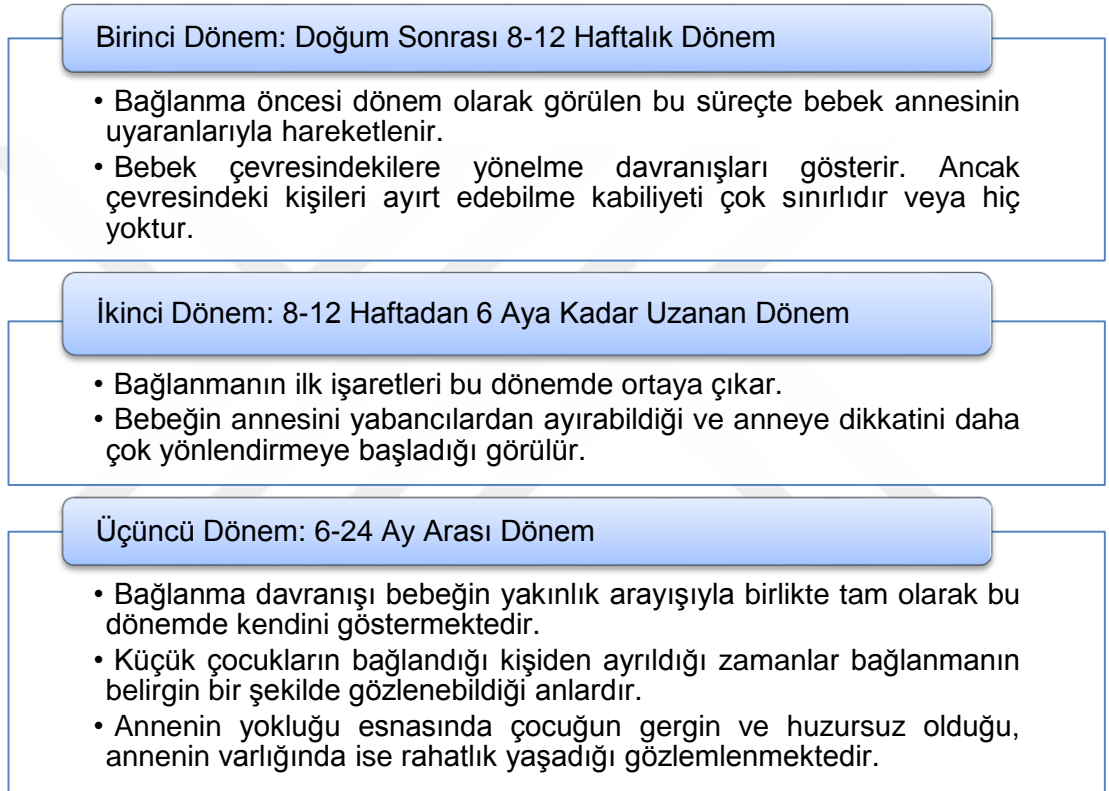 Birinci Dönem: Doğum Sonrası 8-12 Haftalık Dönem
• Bağlanma öncesi dönem olarak görülen bu süreçte bebek annesinin
uyaranlarıyla hareketlenir.
• Bebek çevresindekilere yönelme davranışları gösterir. Ancak
çevresindeki kişileri ayırt edebilme kabiliyeti çok sınırlıdır veya hiç
yoktur.
İkinci Dönem: 8-12 Haftadan 6 Aya Kadar Uzanan Dönem
• Bağlanmanın ilk işaretleri bu dönemde ortaya çıkar.
• Bebeğin annesini yabancılardan ayırabildiği ve anneye dikkatini daha
çok yönlendirmeye başladığı görülür.
Üçüncü Dönem: 6-24 Ay Arası Dönem
• Bağlanma davranışı bebeğin yakınlık arayışıyla birlikte tam olarak bu
dönemde kendini göstermektedir.
• Küçük çocukların bağlandığı kişiden ayrıldığı zamanlar bağlanmanın
belirgin bir şekilde gözlenebildiği anlardır.
• Annenin yokluğu esnasında çocuğun gergin ve huzursuz olduğu,
annenin varlığında ise rahatlık yaşadığı gözlemlenmektedir.